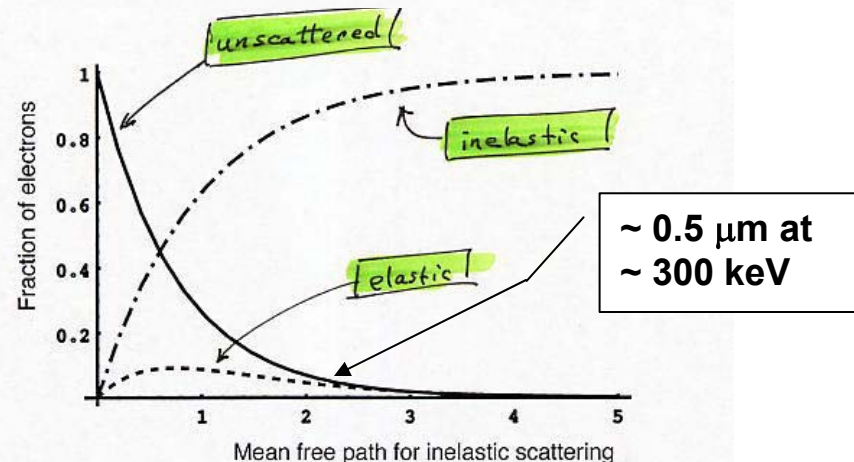 unscattered
1
0.8
0.6
0.4
0.2
Fraction of electrons
inelastic
elastic
~ 0.5 μm at
~ 300 keV
1 2 3 4 5
Mean free path for inelastic scattering